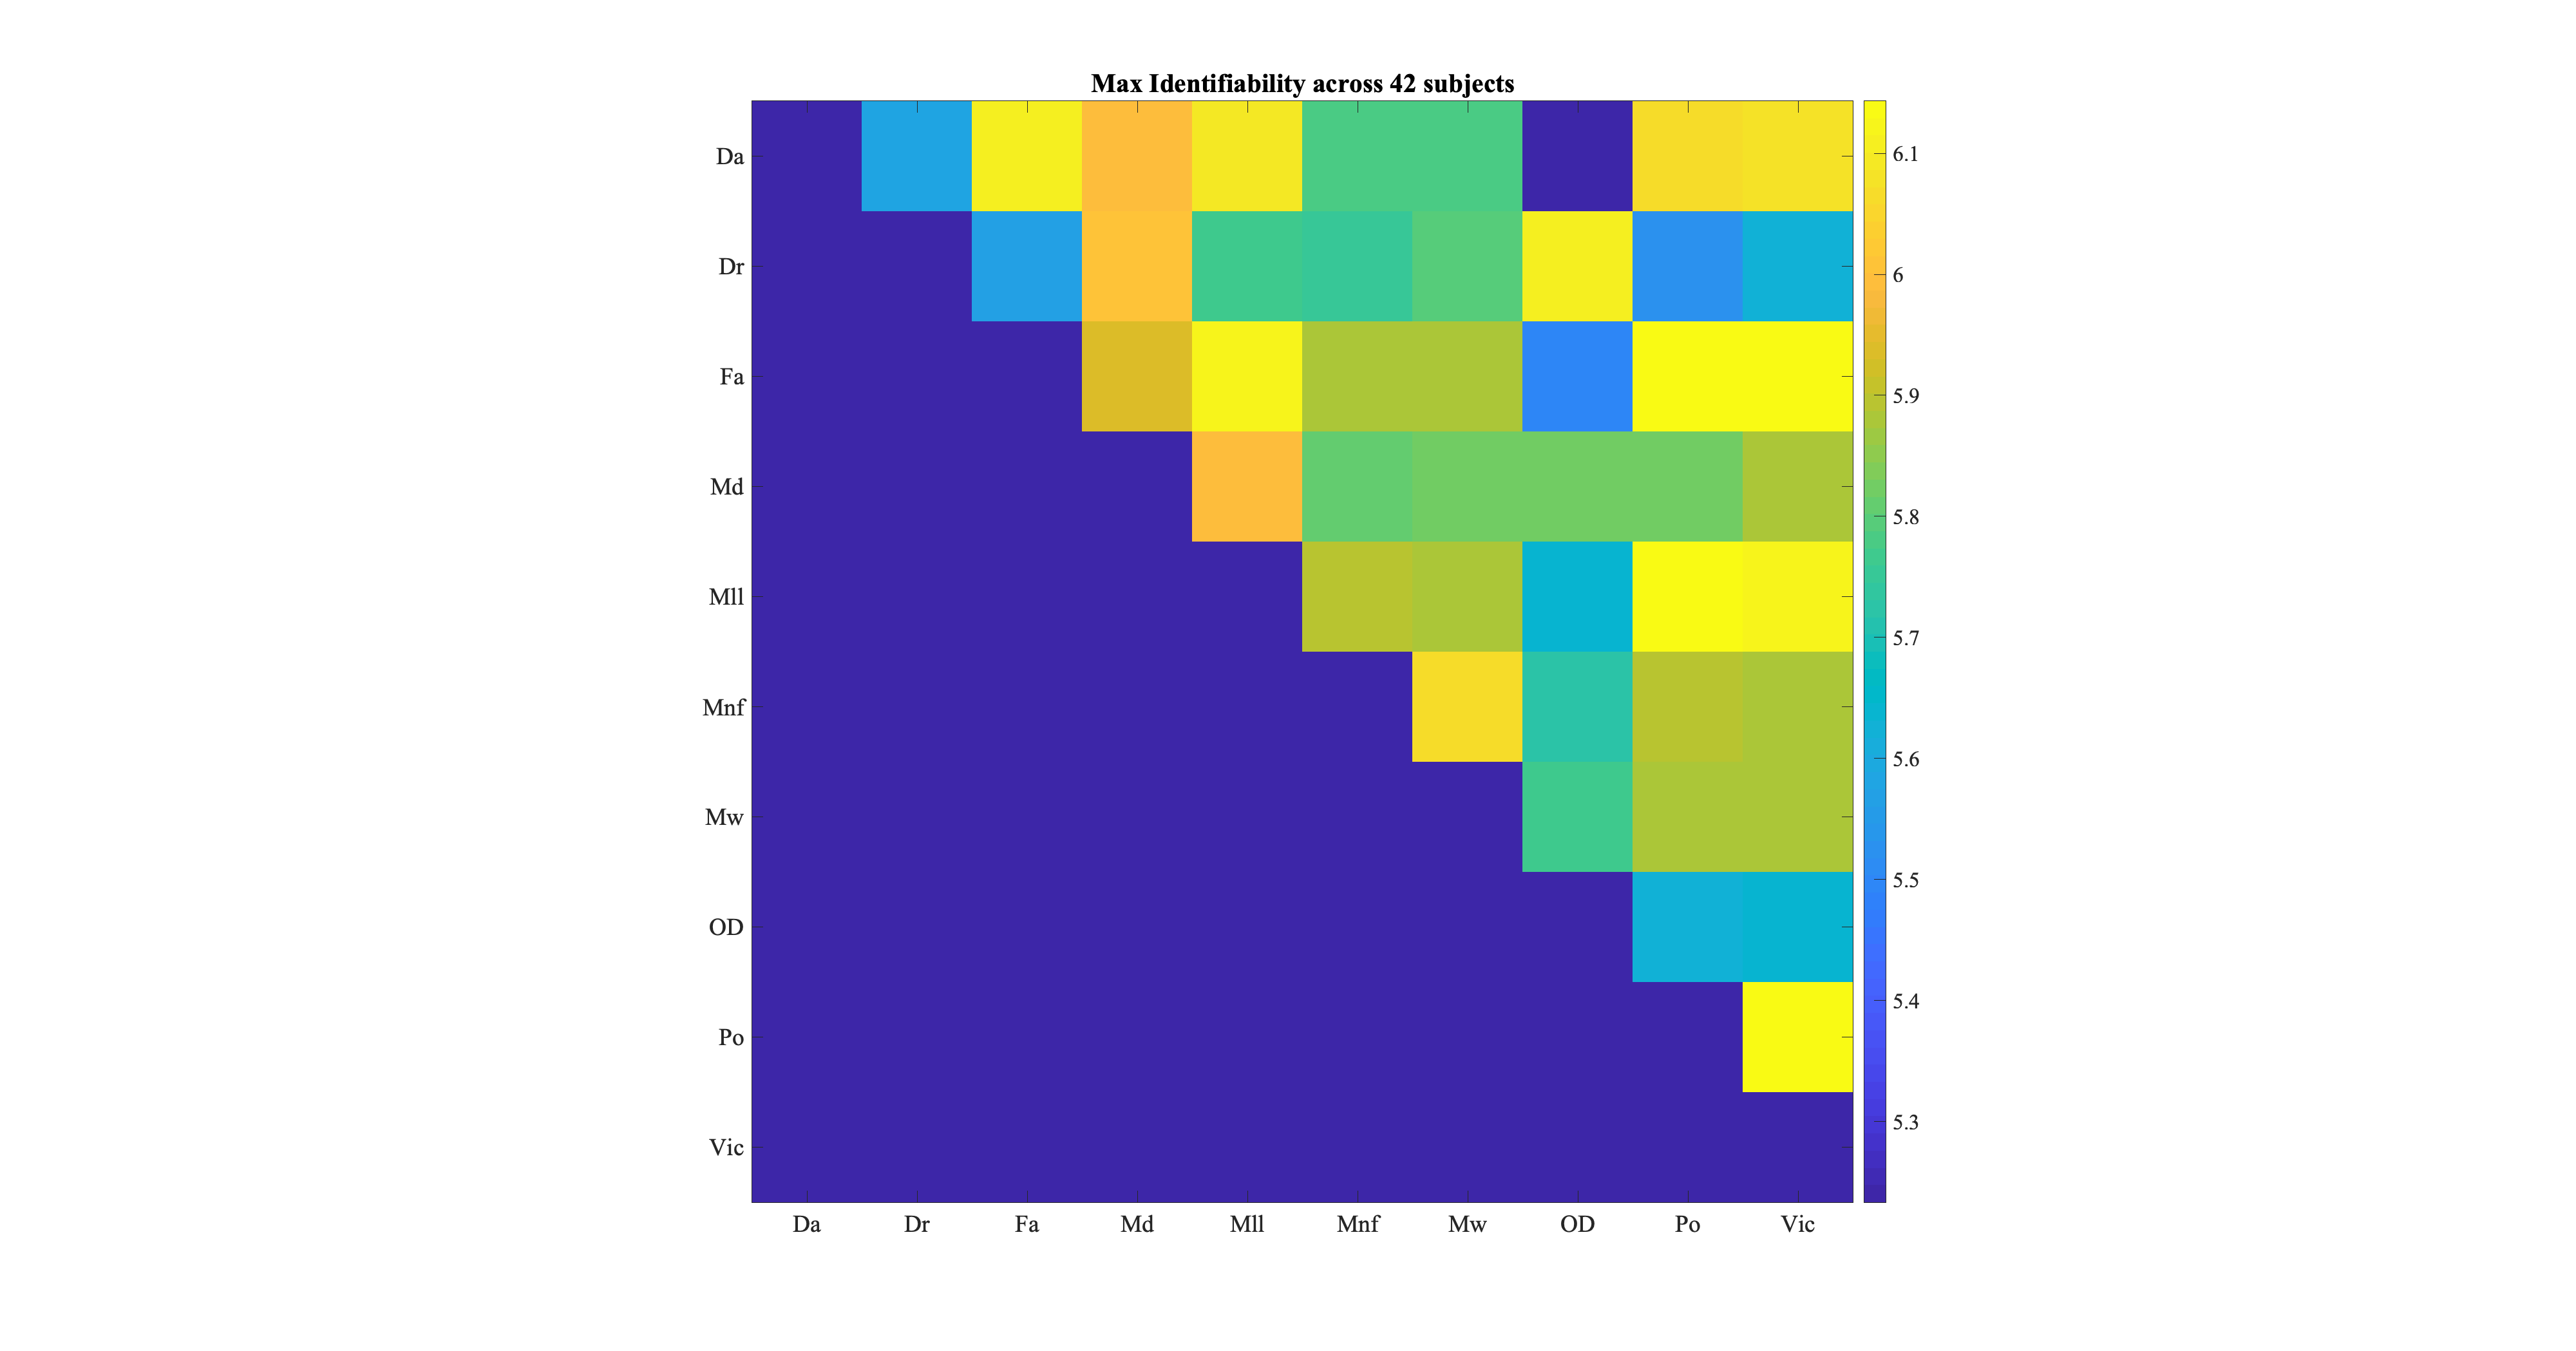 Max Identifiability across 42 subjects
Da
Dr
Fa
Md
Mll
Mnf
Mw
OD
Po
Vic
Da Dr Fa Md Mll Mnf Mw OD Po Vic
6.1
6
5.9
5.8
5.7
5.6
5.5
5.4
5.3